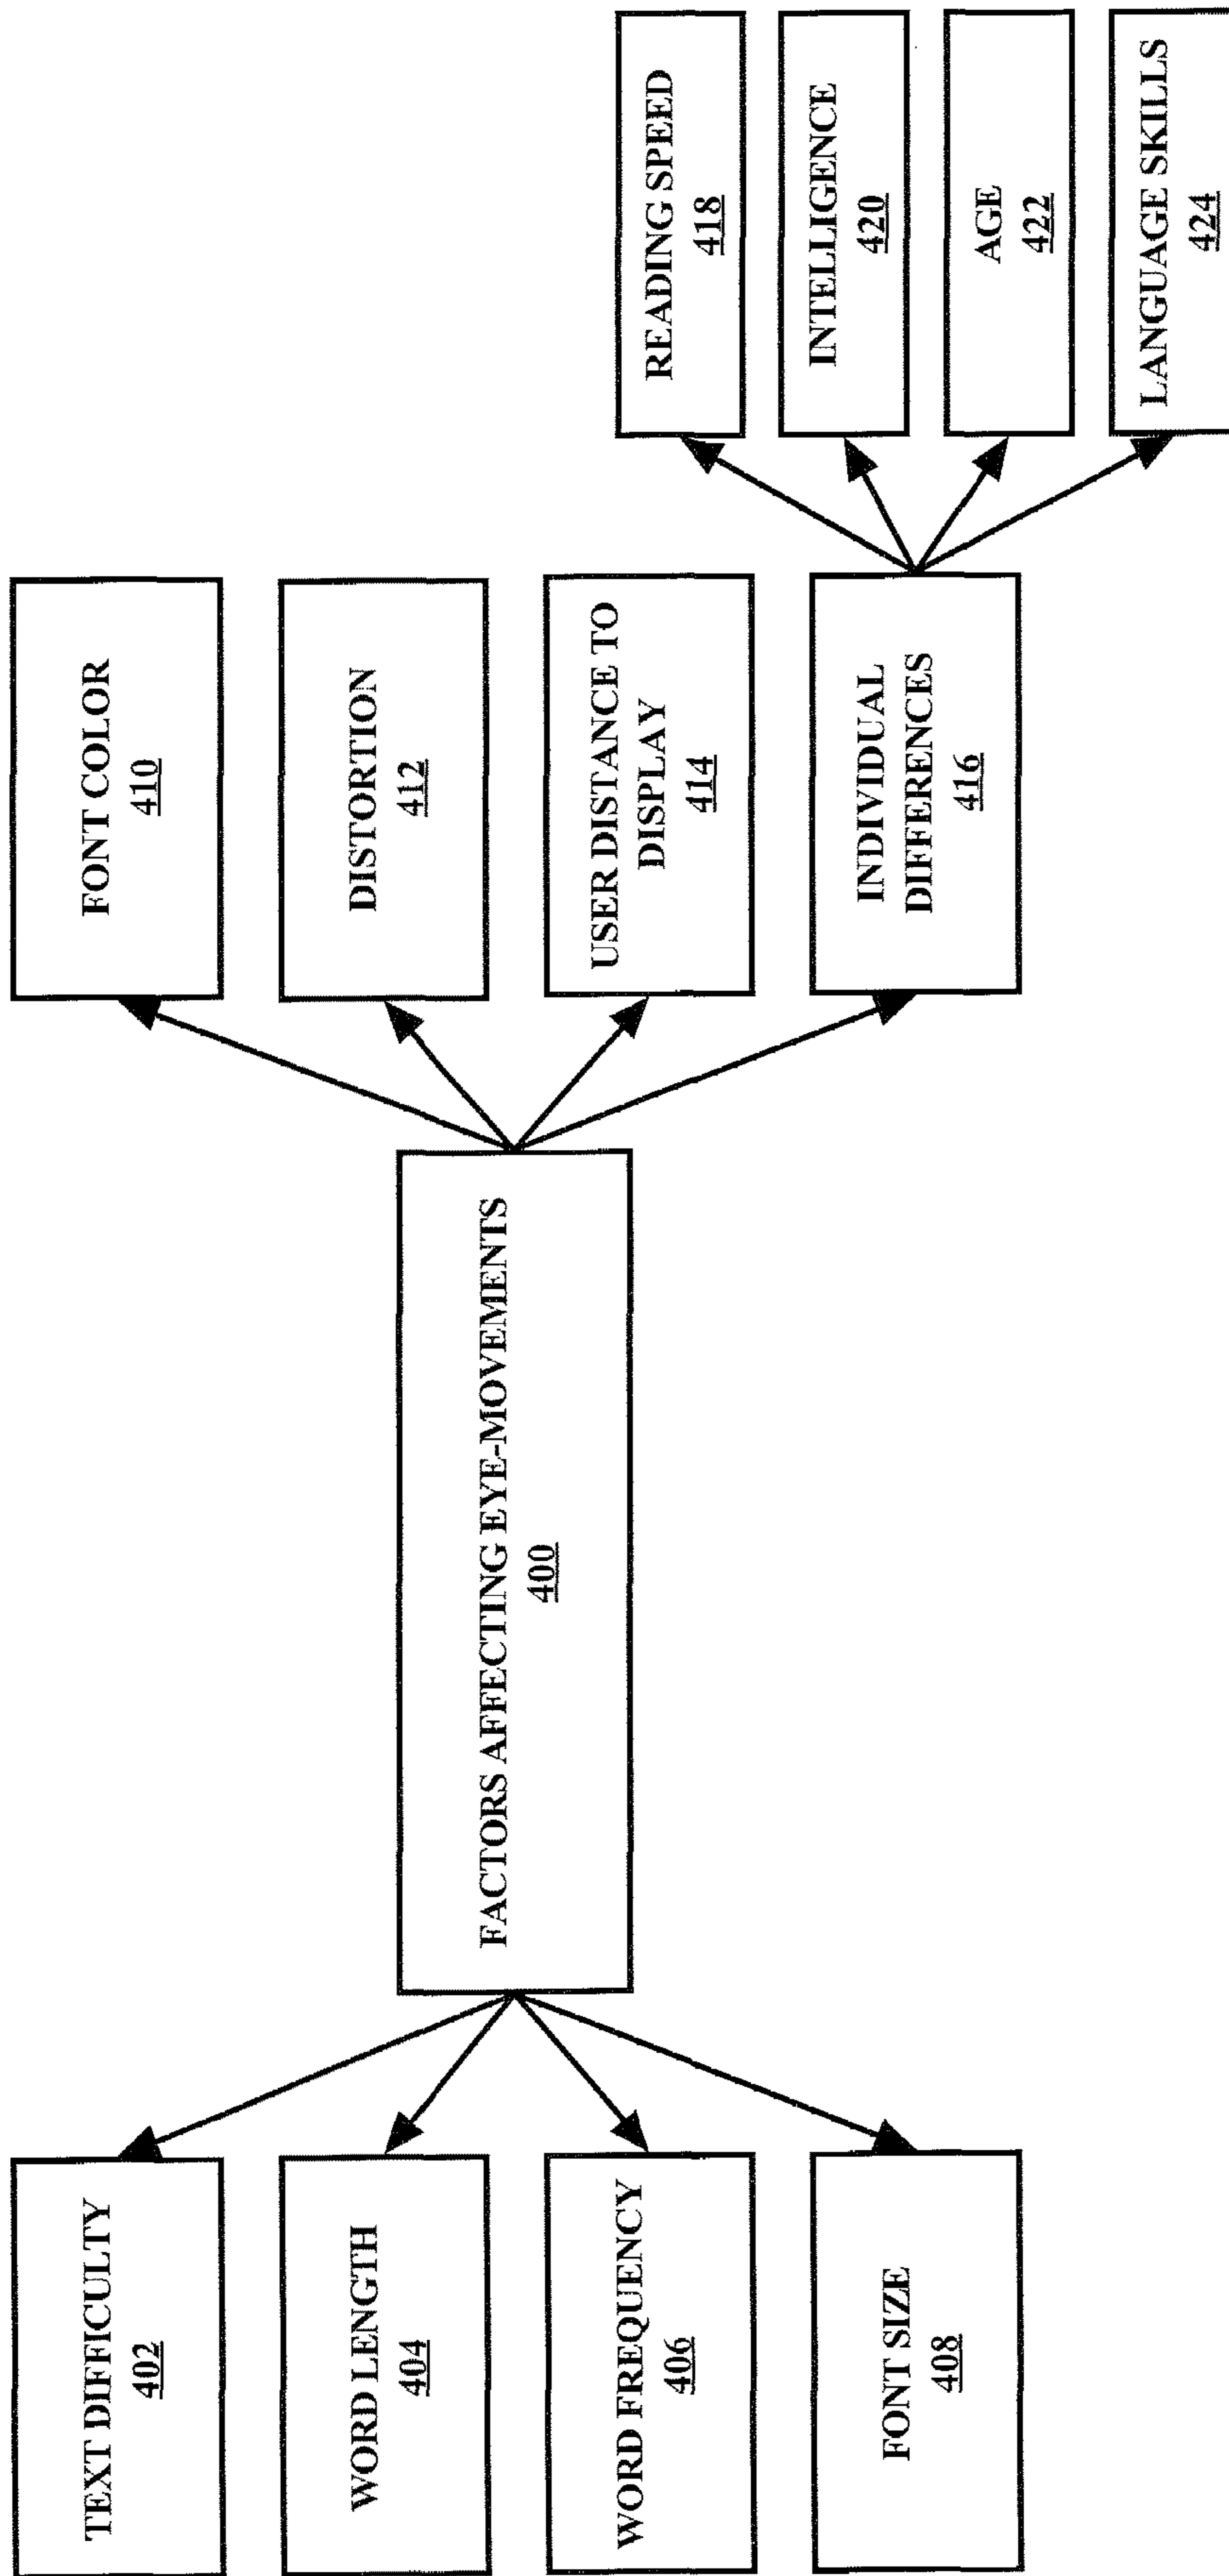 TEXT DIFFICULTY
402
WORD LENGTH
404
WORD FREQUENCY
406
FONT SIZE
408
FACTORS AFFECTING EYE-MOVEMENTS
400
FONT COLOR
410
DISTORTION
412
USER DISTANCE TO
DISPLAY
414
INDIVIDUAL
DIFFERENCES
416
READING SPEED
418
INTELLIGENCE
420
AGE
422
LANGUAGE SKILLS
424